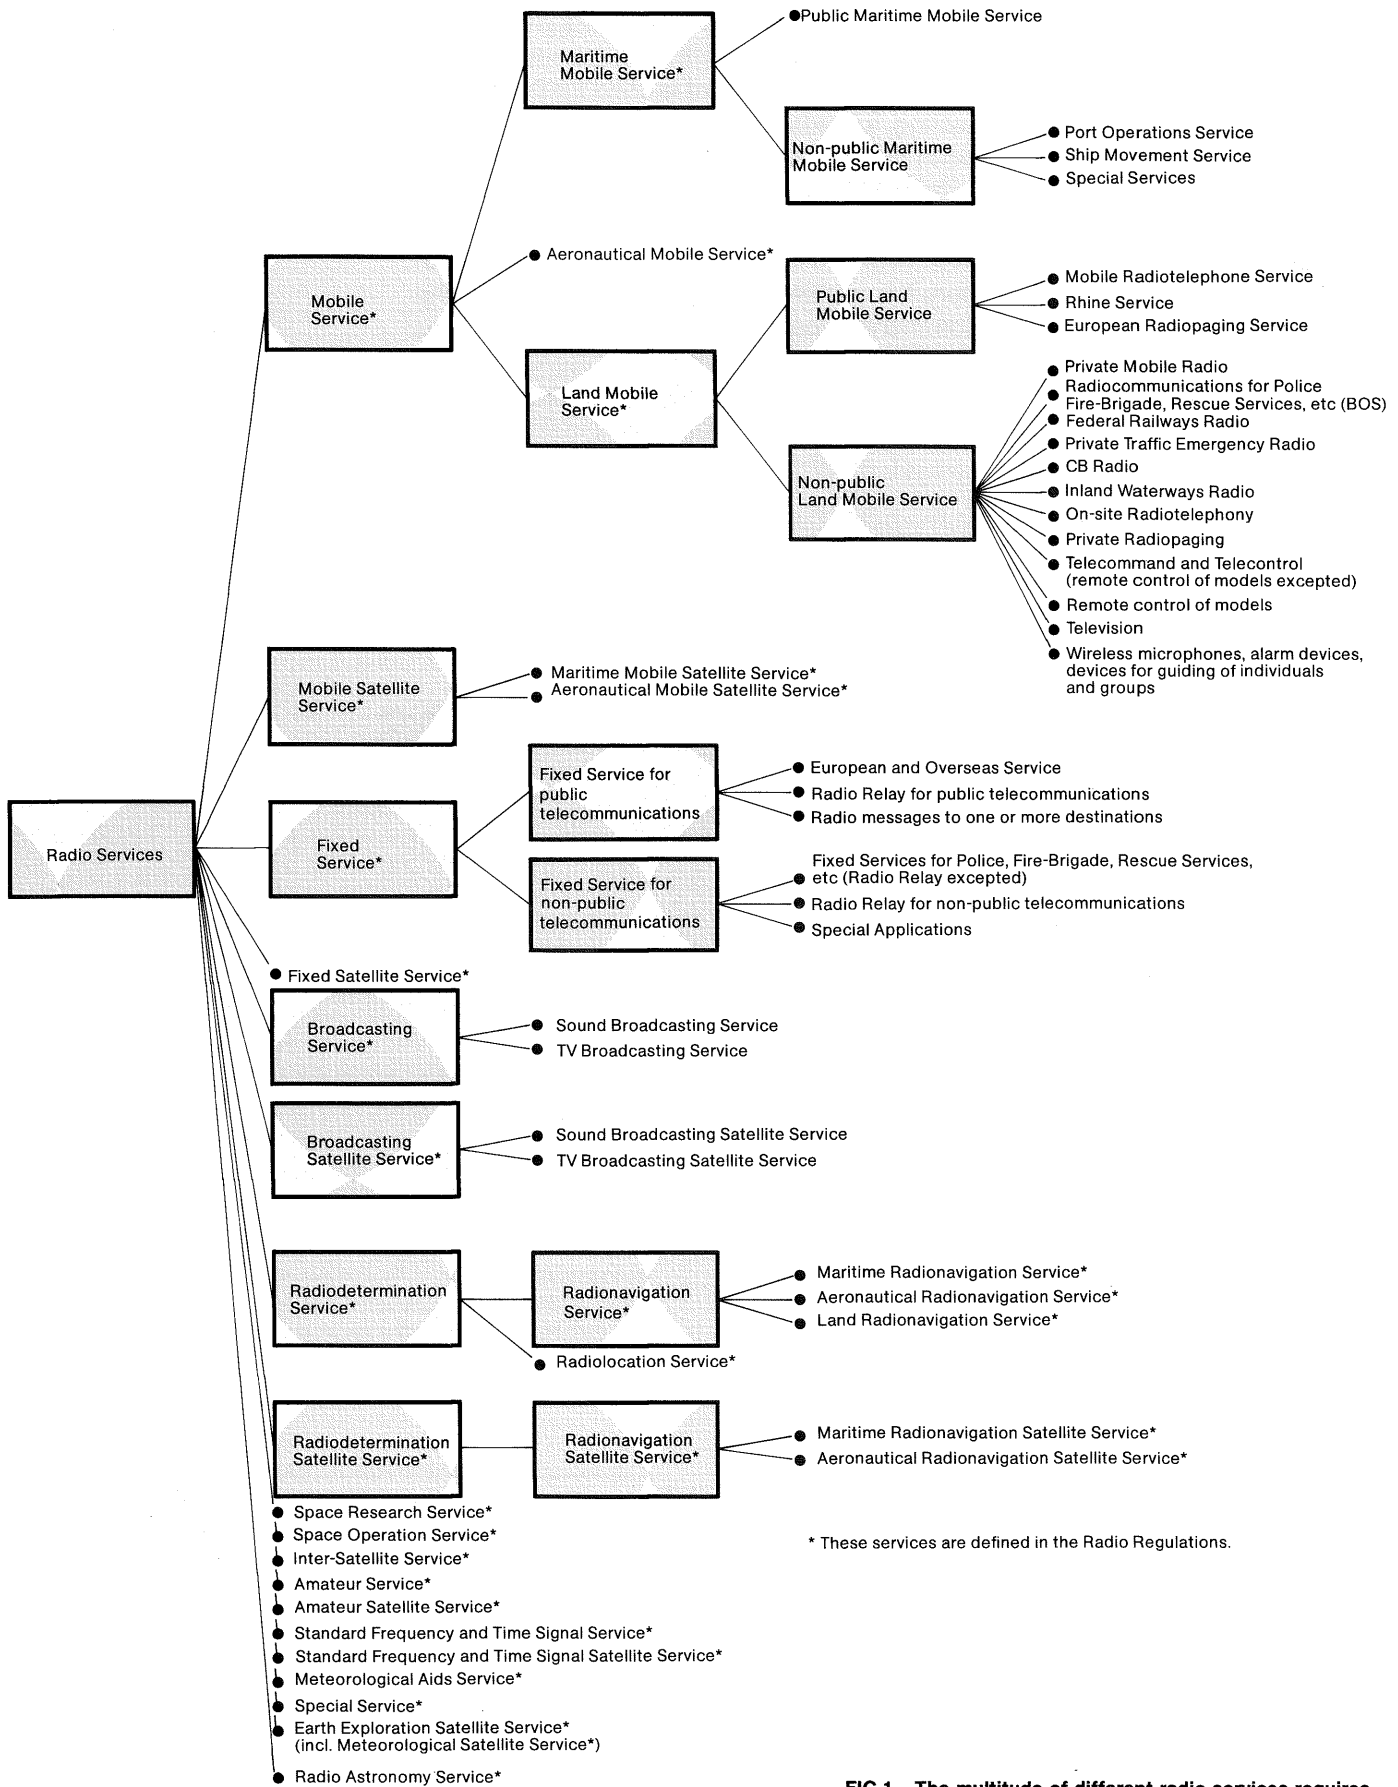 Public Maritime Mobile Service
Maritime
Mobile Service*
Non-public Maritime
Mobile Service
Port Operations Service
Ship Movement Service
Special Services
Aeronautical Mobile Service*
Mobile
Service*
Public Land
Mobile Service
Mobile Radiotelephone Service
Rhine Service
European Radiopaging Service
Land Mobile
Service*
Non-public
Land Mobile Service
Private Mobile Radio
Radiocommunications for Police
Fire-Brigade, Rescue Services, etc (BOS)
Federal Railways Radio
Private Traffic Emergency Radio
CB Radio
Inland Waterways Radio
On-site Radiotelephony
Private Radiopaging
Telecommand and Telecontrol
(remote control of models excepted)
Remote control of models
Television
Wireless microphones, alarm devices,
devices for guiding of individuals
and groups
Mobile Satellite
Service*
Maritime Mobile Satellite Service*
Aeronautical Mobile Satellite Service*
Radio Services
Fixed
Service*
Fixed Service for
public
telecommunications
European and Overseas Service
Radio Relay for public telecommunications
Radio messages to one or more destinations
Fixed Service for
non-public
telecommunications
Fixed Services for Police, Fire-Brigade, Rescue Services,
etc (Radio Relay excepted)
Radio Relay for non-public telecommunications
Special Applications
Fixed Satellite Service*
Broadcasting
Service*
Sound Broadcasting Service
TV Broadcasting Service
Broadcasting
Satellite Service*
Sound Broadcasting Satellite Service
TV Broadcasting Satellite Service
Radiodetermination
Service*
Radionavigation
Service*
Maritime Radionavigation Service*
Aeronautical Radionavigation Service*
Land Radionavigation Service*
Radiolocation Service*
Radiodetermination
Satellite Service*
Radionavigation
Satellite Service*
Maritime Radionavigation Satellite Service*
Aeronautical Radionavigation Satellite Service*
Space Research Service*
Space Operation Service*
Inter-Satellite Service*
Amateur Service*
Amateur Satellite Service*
Standard Frequency and Time Signal Service*
Standard Frequency and Time Signal Satellite Service*
Meteorological Aids Service*
Special Service*
Earth Exploration Satellite Service*
(incl. Meteorological Satellite Service*)
Radio Astronomy Service*
* These services are defined in the Radio Regulations.
FIG 1 The multitude of different radio services requires